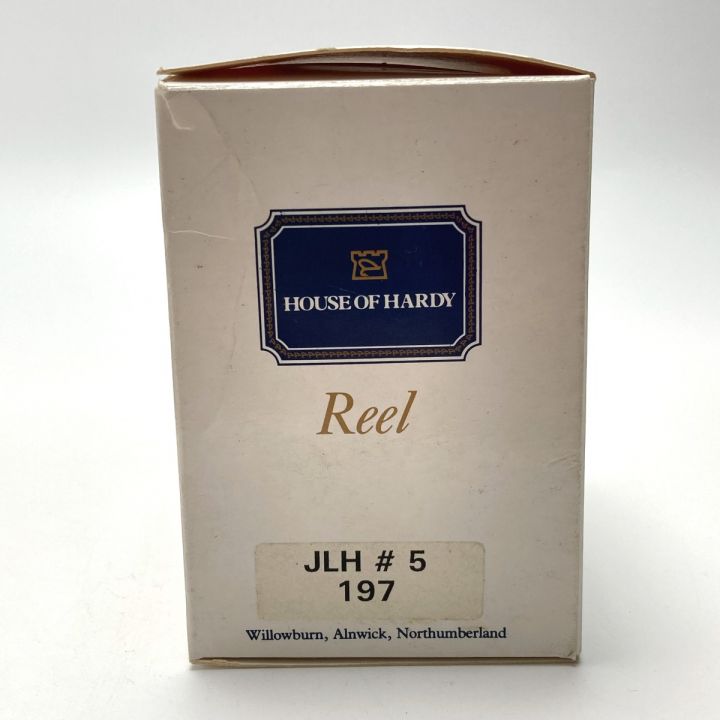 HOUSE OF HARDY
Reel
JLH # 5
197
Willowburn, Alnwick, Northumberland